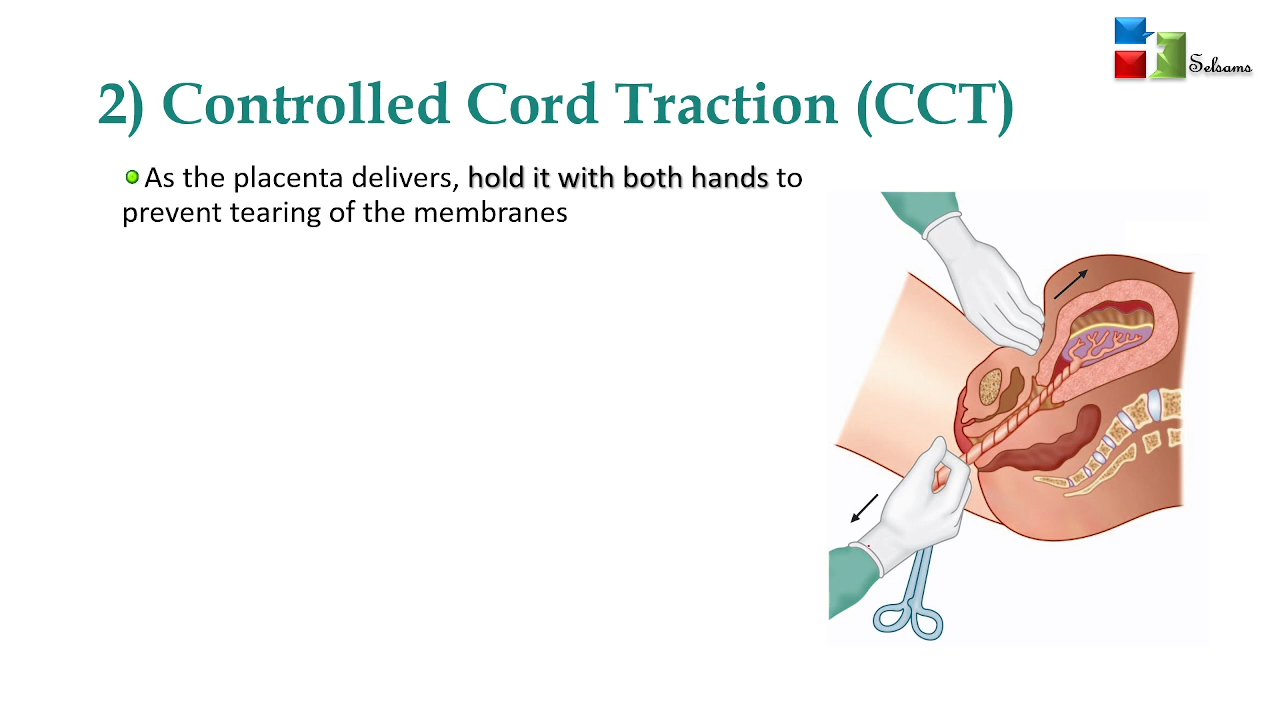 Selsams
2) Controlled Cord Traction (CCT)
As the placenta delivers, hold it with both hands to
prevent tearing of the membranes